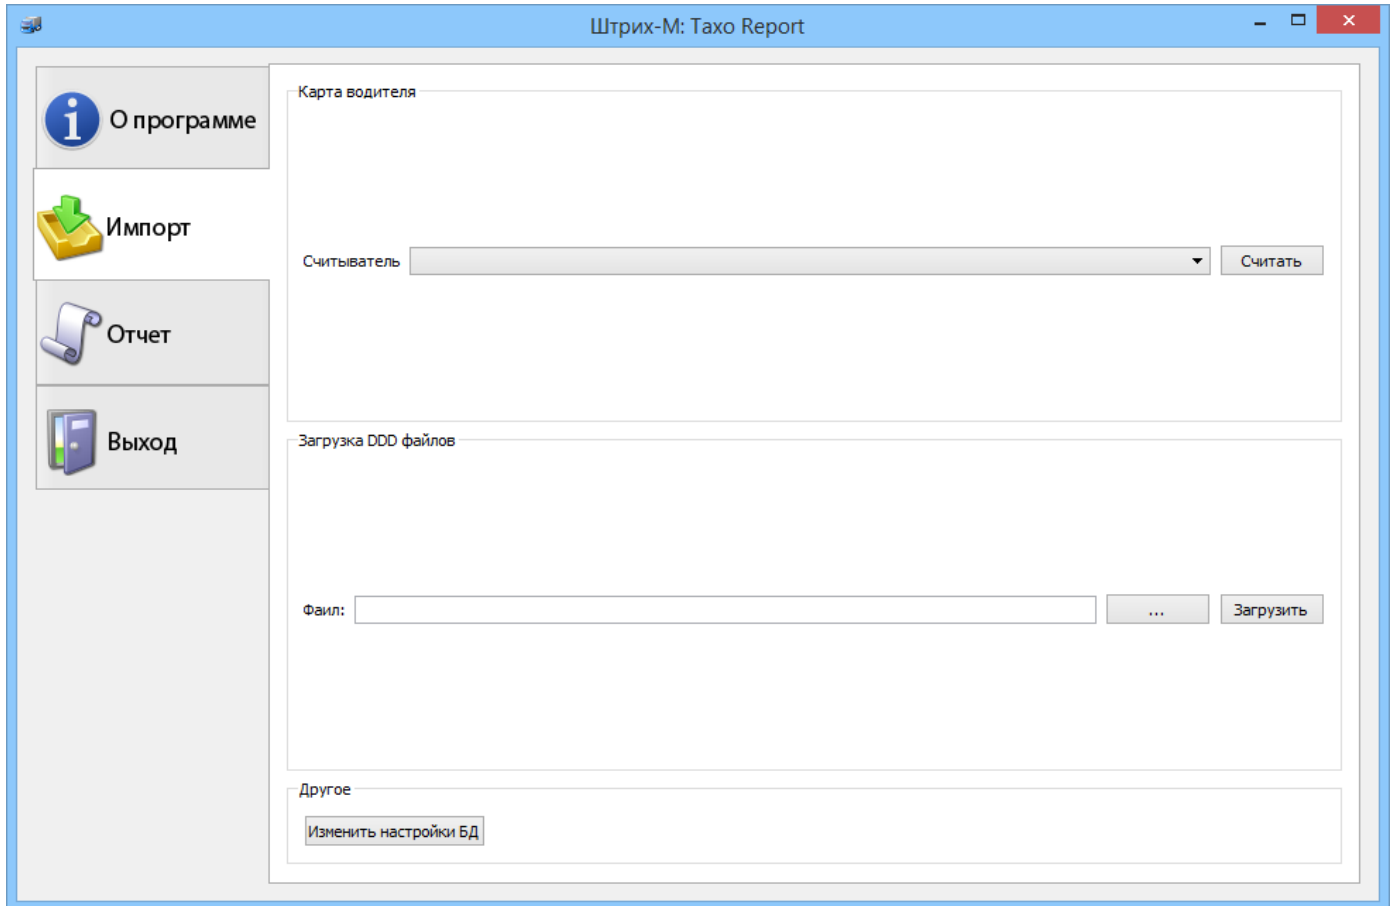 Штрих-М: Тахо Report
О программе
Импорт
Отчет
Выход
Карта водителя
Считыватель
Считать
Загрузка DDD файлов
Фаил:
...
Загрузить
Другое
Изменить настройки БД